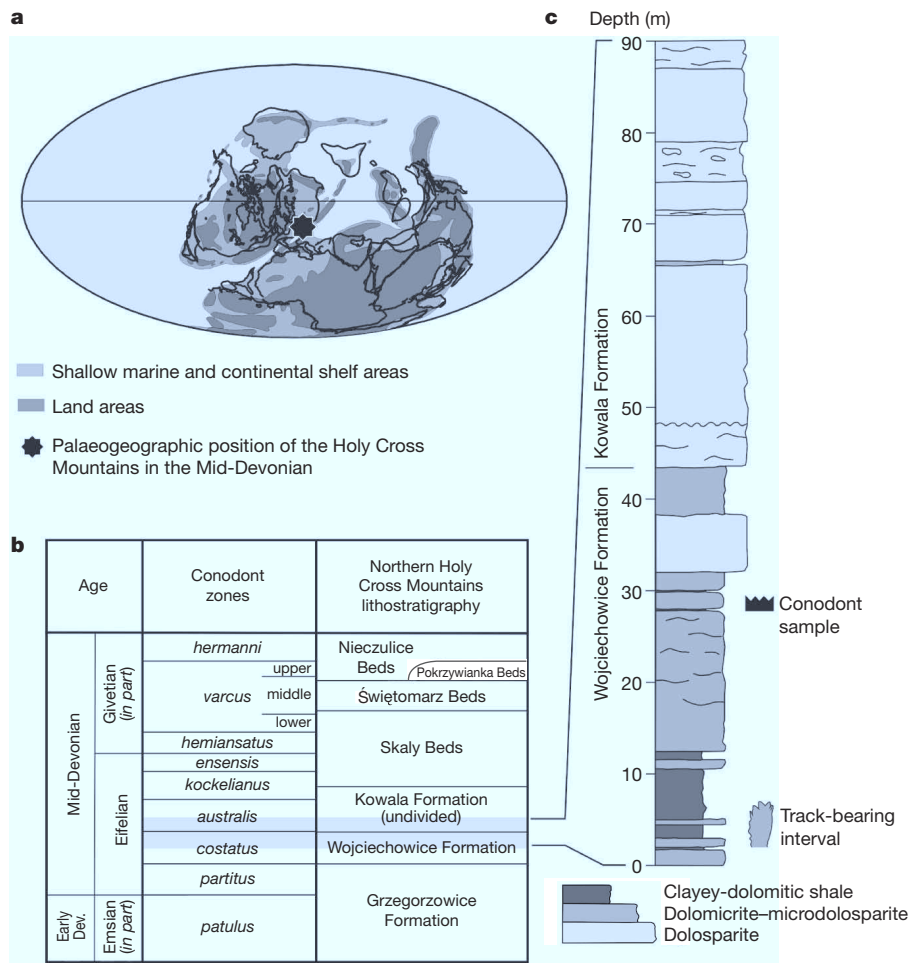 a
Shallow marine and continental shelf areas
Land areas
Palaeogeographic position of the Holy Cross
Mountains in the Mid-Devonian
b
Age
Conodont
zones
Northern Holy
Cross Mountains
lithostratigraphy
Mid-Devonian
Early
Dev.
Givetian
(in part)
Eifelian
Emsian
(in part)
hermanni
varcus
upper
middle
lower
hemiansatus
ensensis
kockelianus
australis
costatus
partitus
patulus
Nieczulice
Beds
Pokrzywianka Beds
Świętomarz Beds
Skaly Beds
Kowala Formation
(undivided)
Wojciechowice Formation
Grzegorzowice
Formation
c
Depth (m)
90
80
70
60
50
40
30
20
10
0
Kowala Formation
Wojciechowice Formation
Conodont
sample
Track-bearing
interval
Clayey-dolomitic shale
Dolomicrite–microdolosparite
Dolosparite